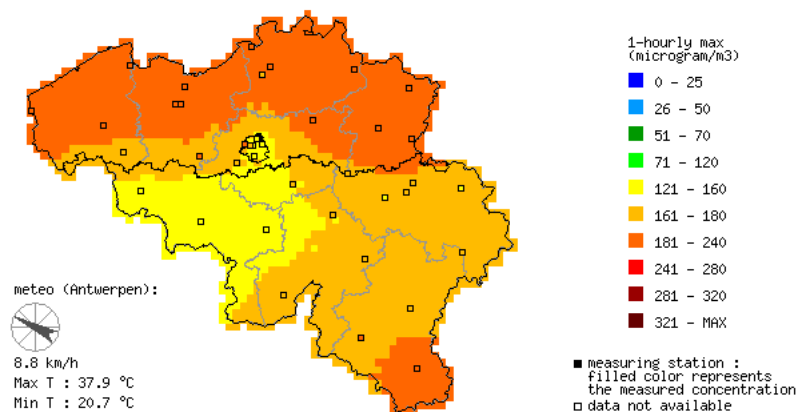 1-hourly max
(microgram/m3)
0 - 25
26 - 50
51 - 70
71 - 120
121 - 160
161 - 180
181 - 240
241 - 280
281 - 320
321 - MAX
meteo (Antwerpen):
8.8 km/h
Max T : 37.9 °C
Min T : 20.7 °C
measuring station :
filled color represents
the measured concentration
data not available